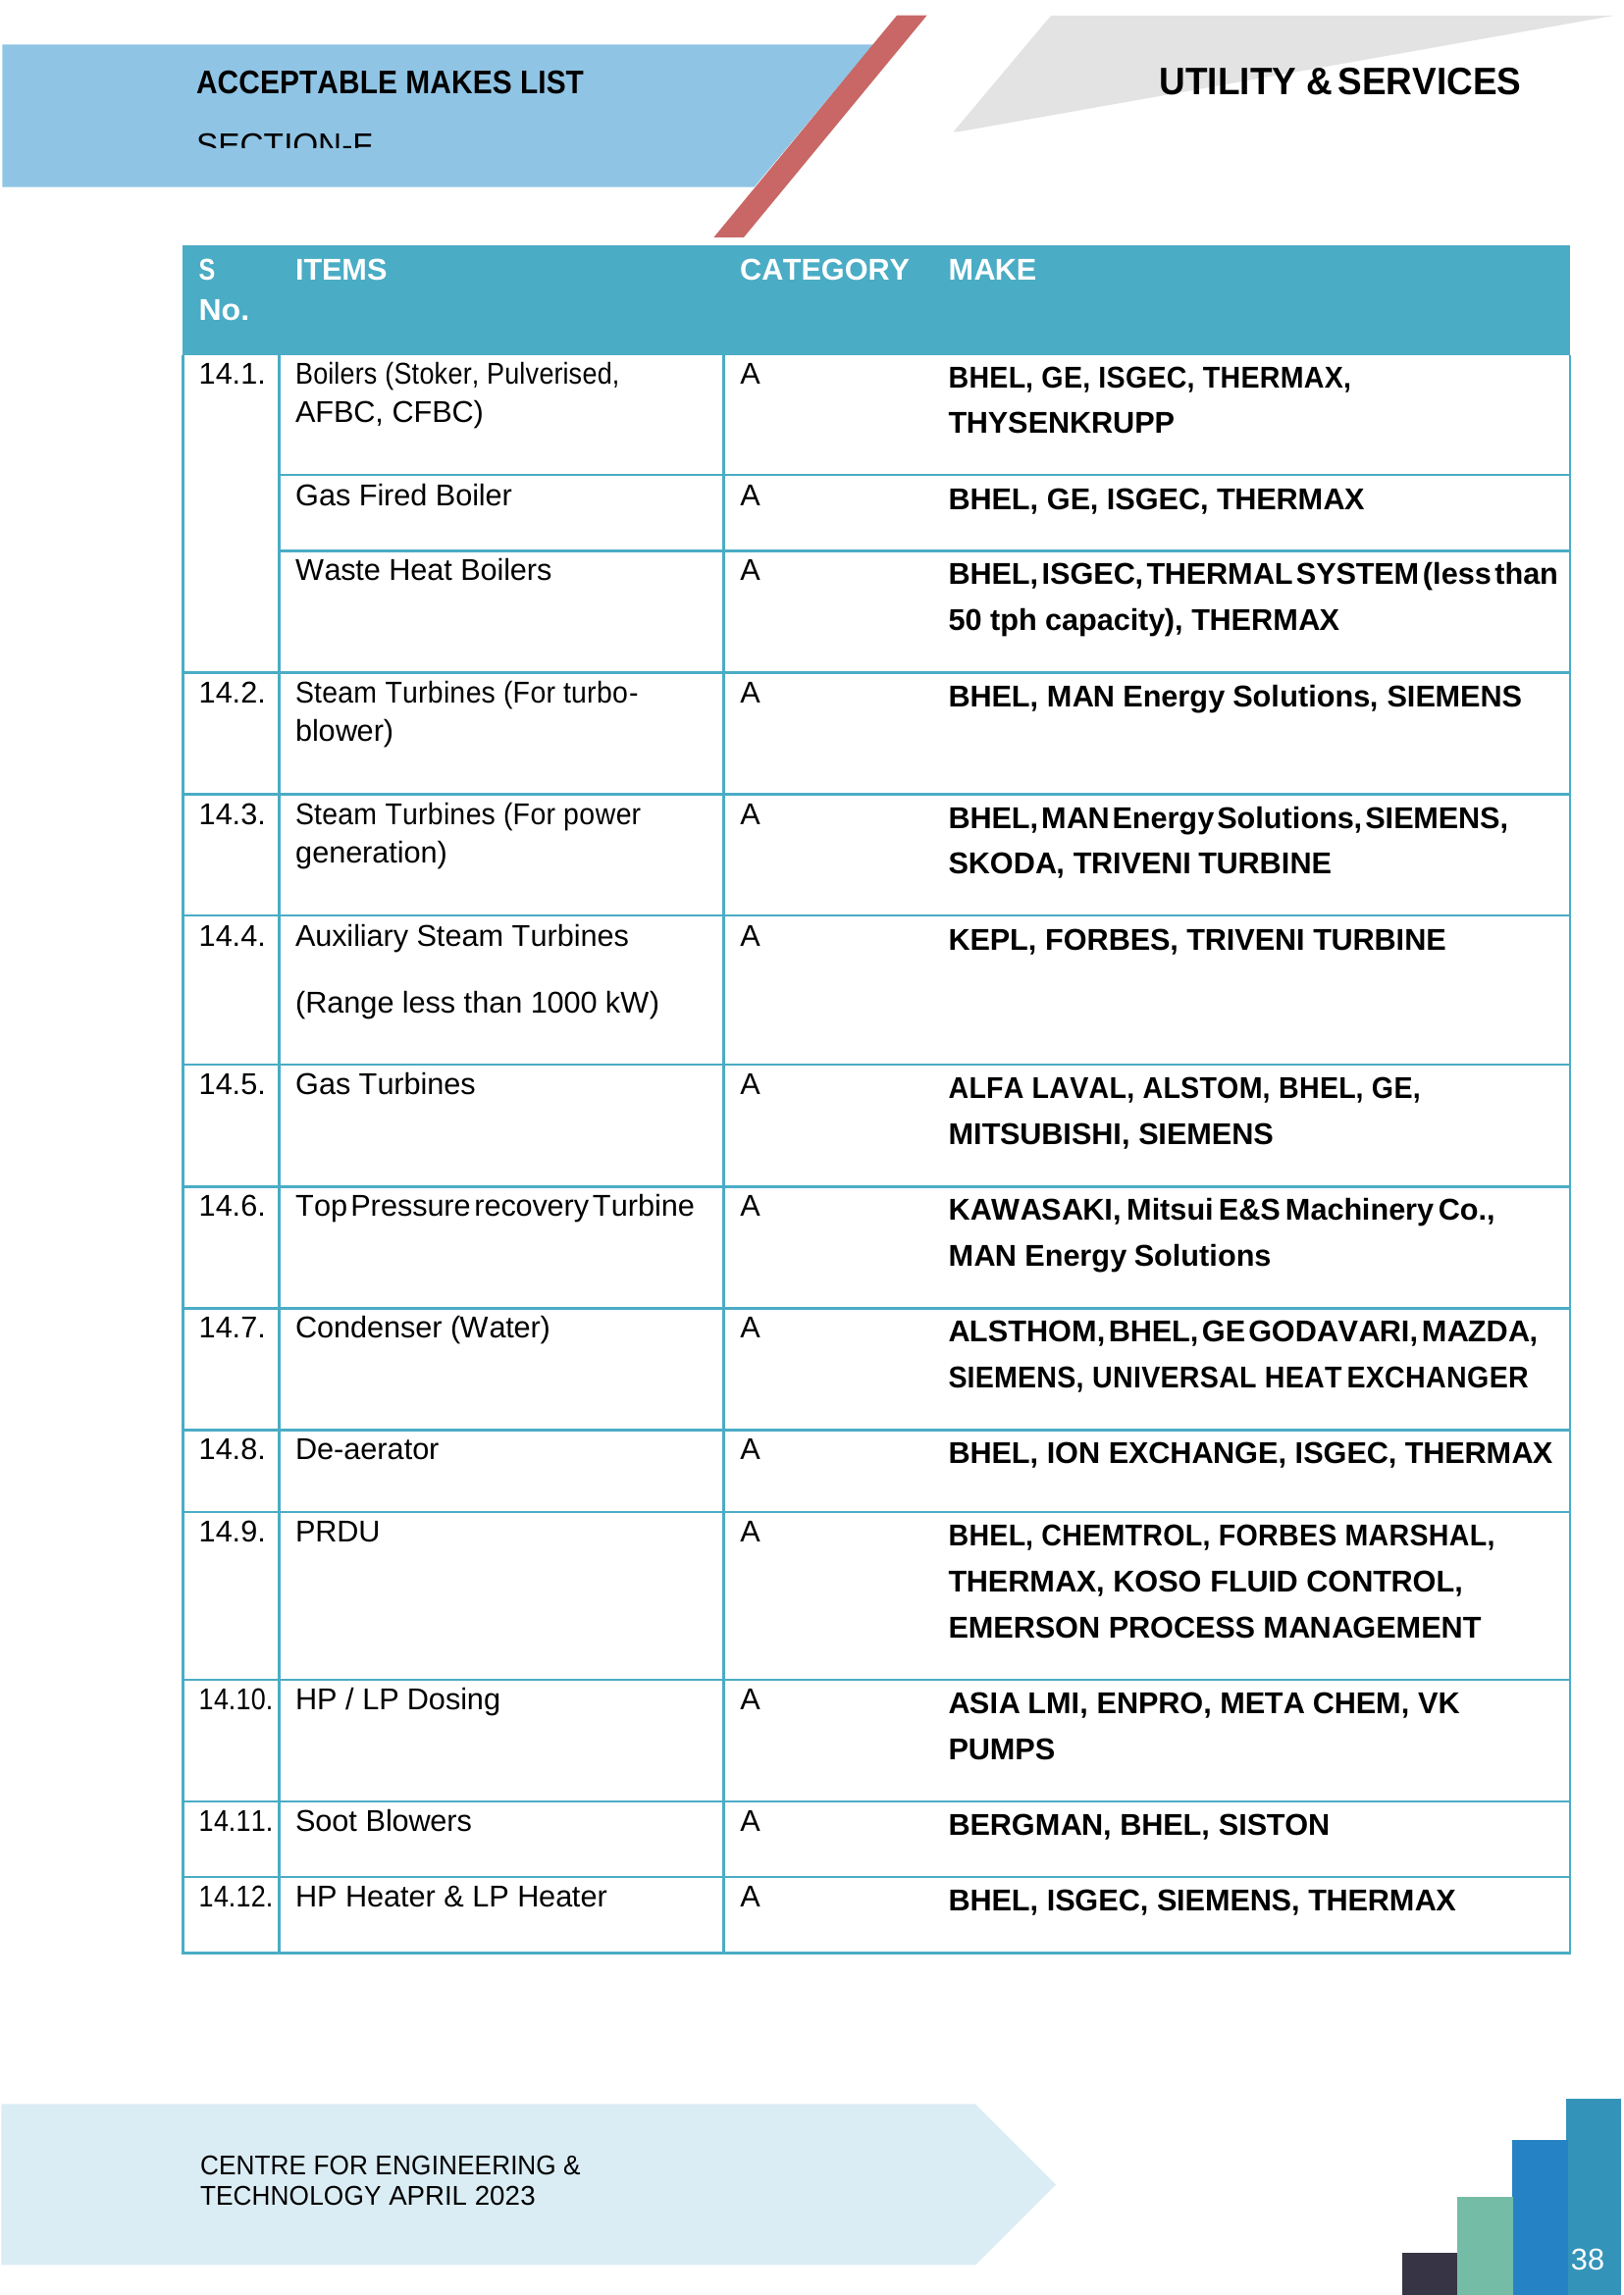 ACCEPTABLE MAKES LIST
UTILITY & SERVICES
SECTION-F
S No.
ITEMS
CATEGORY
MAKE
14.1.
Boilers (Stoker, Pulverised,
AFBC, CFBC)
A
BHEL, GE, ISGEC, THERMAX,
THYSENKRUPP
Gas Fired Boiler
A
BHEL, GE, ISGEC, THERMAX
Waste Heat Boilers
A
BHEL, ISGEC, THERMAL SYSTEM (less than
50 tph capacity), THERMAX
14.2.
Steam Turbines (For turbo-
blower)
A
BHEL, MAN Energy Solutions, SIEMENS
14.3.
Steam Turbines (For power
generation)
A
BHEL, MAN Energy Solutions, SIEMENS,
SKODA, TRIVENI TURBINE
14.4.
Auxiliary Steam Turbines
(Range less than 1000 kW)
A
KEPL, FORBES, TRIVENI TURBINE
14.5.
Gas Turbines
A
ALFA LAVAL, ALSTOM, BHEL, GE,
MITSUBISHI, SIEMENS
14.6.
Top Pressure recovery Turbine
A
KAWASAKI, Mitsui E&S Machinery Co.,
MAN Energy Solutions
14.7.
Condenser (Water)
A
ALSTHOM, BHEL, GE GODAVARI, MAZDA,
SIEMENS, UNIVERSAL HEAT EXCHANGER
14.8.
De-aerator
A
BHEL, ION EXCHANGE, ISGEC, THERMAX
14.9.
PRDU
A
BHEL, CHEMTROL, FORBES MARSHAL,
THERMAX, KOSO FLUID CONTROL,
EMERSON PROCESS MANAGEMENT
14.10.
HP / LP Dosing
A
ASIA LMI, ENPRO, META CHEM, VK
PUMPS
14.11.
Soot Blowers
A
BERGMAN, BHEL, SISTON
14.12.
HP Heater & LP Heater
A
BHEL, ISGEC, SIEMENS, THERMAX
CENTRE FOR ENGINEERING &
TECHNOLOGY APRIL 2023
38